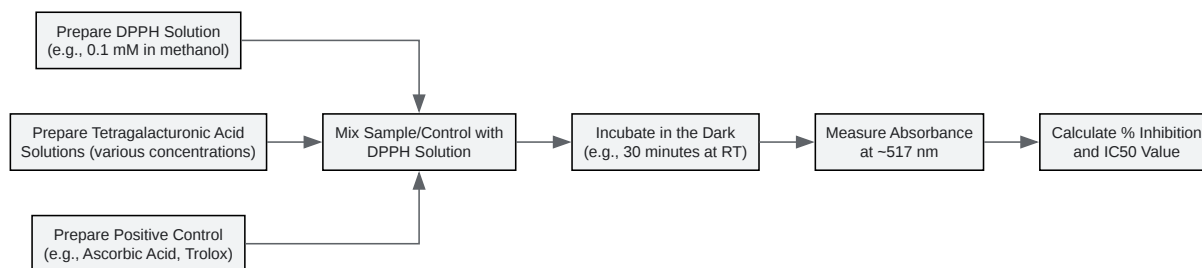 Prepare DPPH Solution
(e.g., 0.1 mM in methanol)
Prepare Tetragalacturonic Acid
Solutions (various concentrations)
Prepare Positive Control
(e.g., Ascorbic Acid, Trolox)
Mix Sample/Control with
DPPH Solution
Incubate in the Dark
(e.g., 30 minutes at RT)
Measure Absorbance
at ~517 nm
Calculate % Inhibition
and IC50 Value